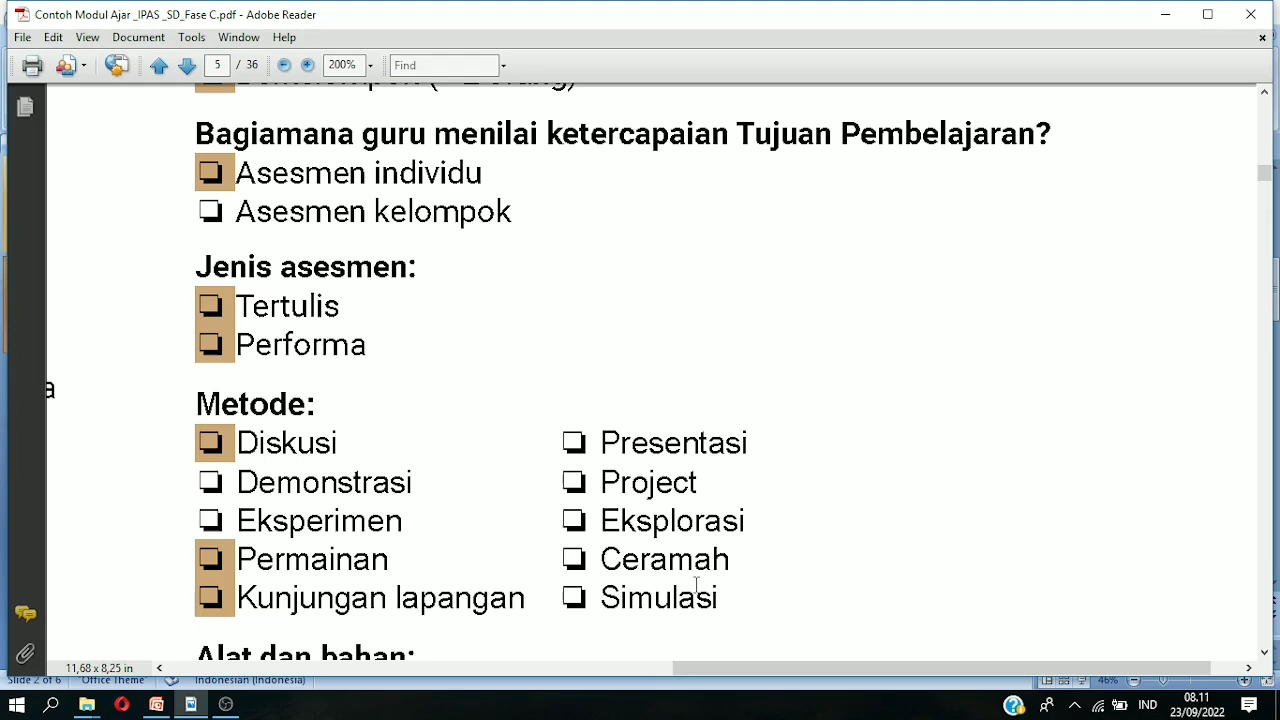 Contoh Modul Ajar _IPAS _SD_Fase C.pdf - Adobe Reader
File Edit View Document Tools Window Help
5 / 36 200% Find
Bagiamana guru menilai ketercapaian Tujuan Pembelajaran?
Asesmen individu
Asesmen kelompok
Jenis asesmen:
Tertulis
Performa
a
Metode:
Diskusi
Presentasi
Demonstrasi
Project
Eksperimen
Eksplorasi
Permainan
Ceramah
Kunjungan lapangan
Simulasi
Alat dan bahan:
11,68 x 8,25 in
Slide 2 of 6 Office Theme Indonesian (Indonesia) 46%
08.11
IND
23/09/2022